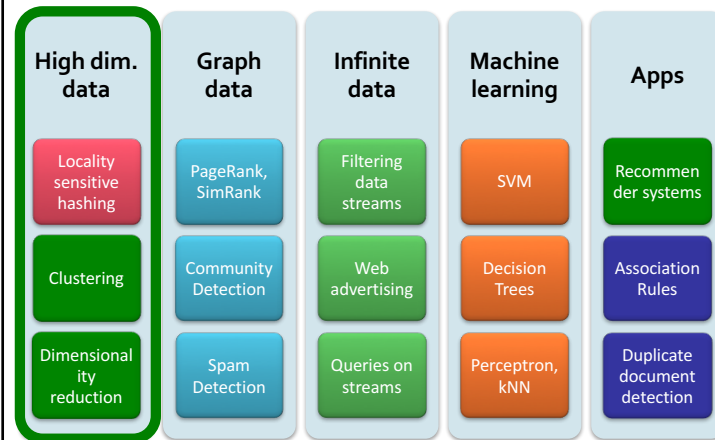 High dim.
data
Locality
sensitive
hashing
Clustering
Dimensional
ity
reduction
Graph
data
PageRank,
SimRank
Community
Detection
Spam
Detection
Infinite
data
Filtering
data
streams
Web
advertising
Queries on
streams
Machine
learning
SVM
Decision
Trees
Perceptron,
kNN
Apps
Recommen
der systems
Association
Rules
Duplicate
document
detection